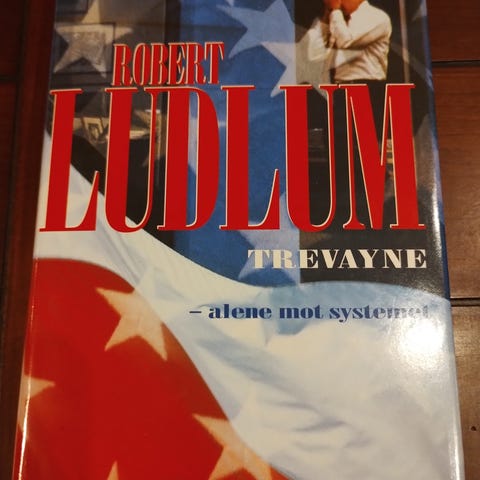 ROBERT
LUDLUM
TREVAYNE
– alene mot systemet